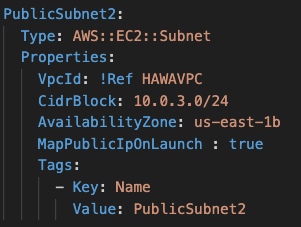 PublicSubnet2:
  Type: AWS::EC2::Subnet
  Properties:
    VpcId: !Ref HAWAVPC
    CidrBlock: 10.0.3.0/24
    AvailabilityZone: us-east-1b
    MapPublicIpOnLaunch : true
    Tags:
      - Key: Name
        Value: PublicSubnet2